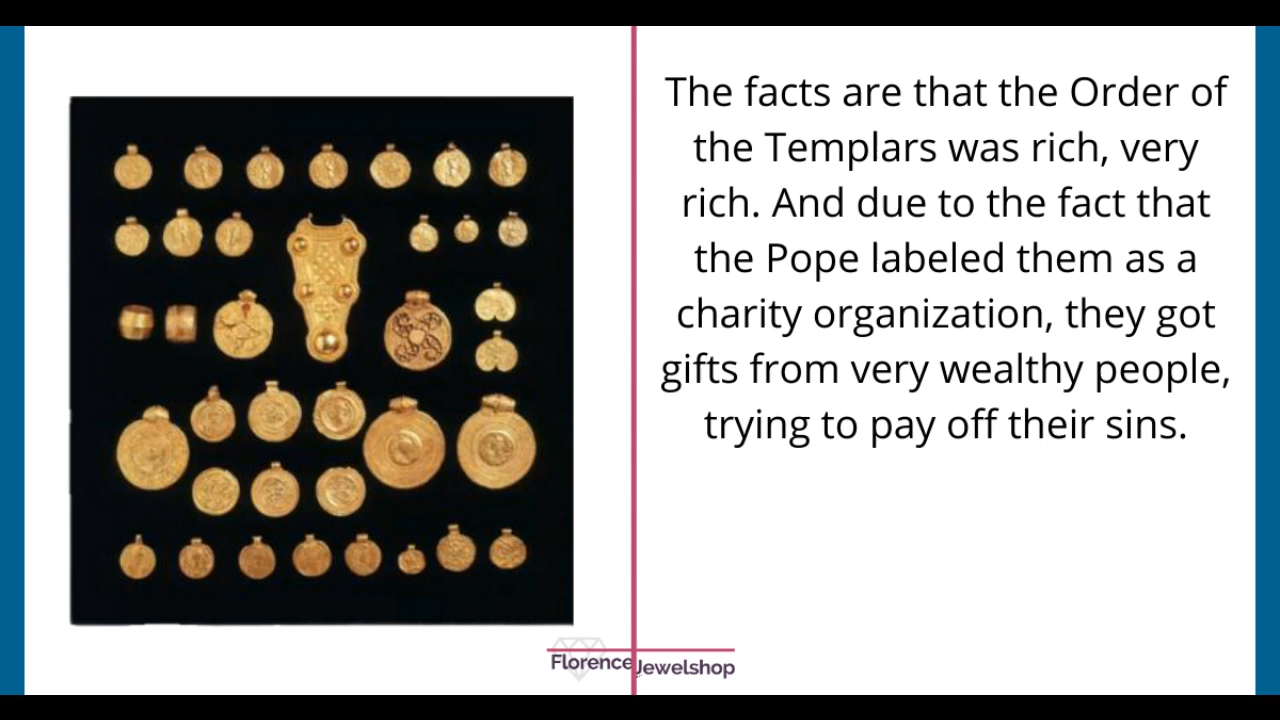 The facts are that the Order of
the Templars was rich, very
rich. And due to the fact that
the Pope labeled them as a
charity organization, they got
gifts from very wealthy people,
trying to pay off their sins.
Florence Jewelshop